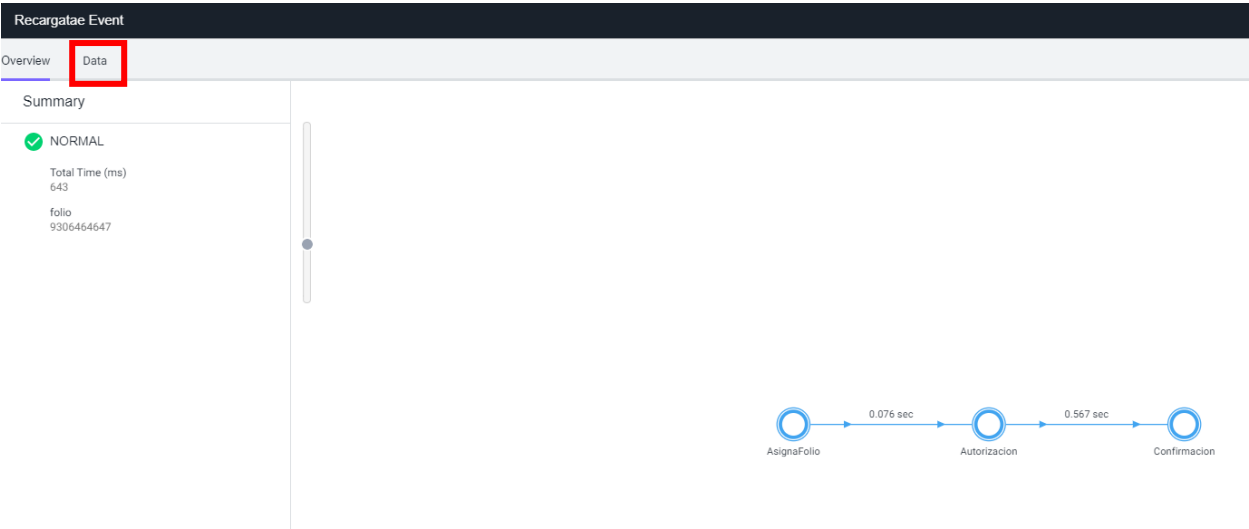 Recargatae Event
Overview Data
Summary
NORMAL
Total Time (ms)
643
folio
9306464647
0.076 sec 0.567 sec
AsignaFolio Autorizacion Confirmacion